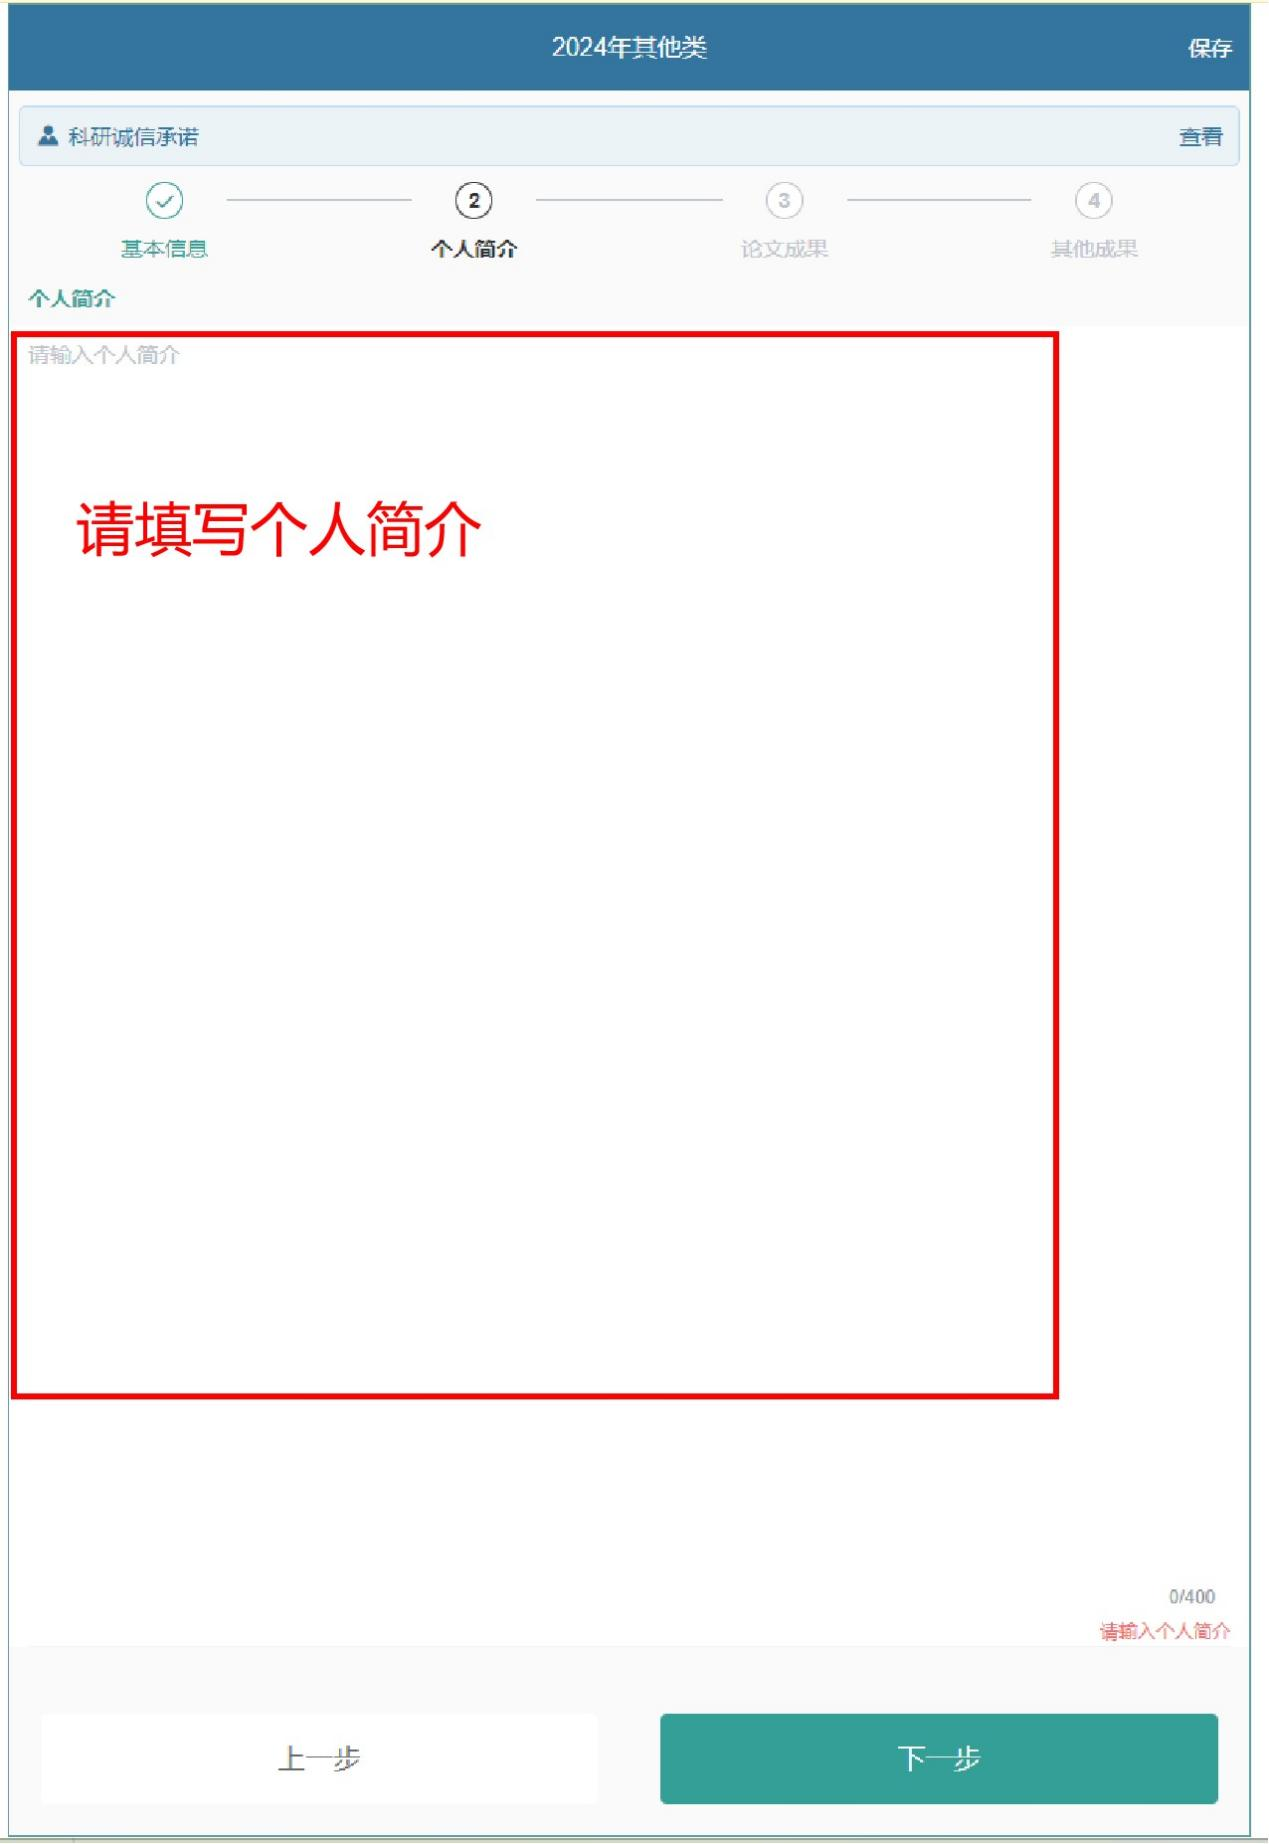 2024年其他类 保存
科研诚信承诺 查看
2 3 4
基本信息 个人简介 论文成果 其他成果
个人简介
请输入个人简介
请填写个人简介
0/400
请输入个人简介
上一步 下一步